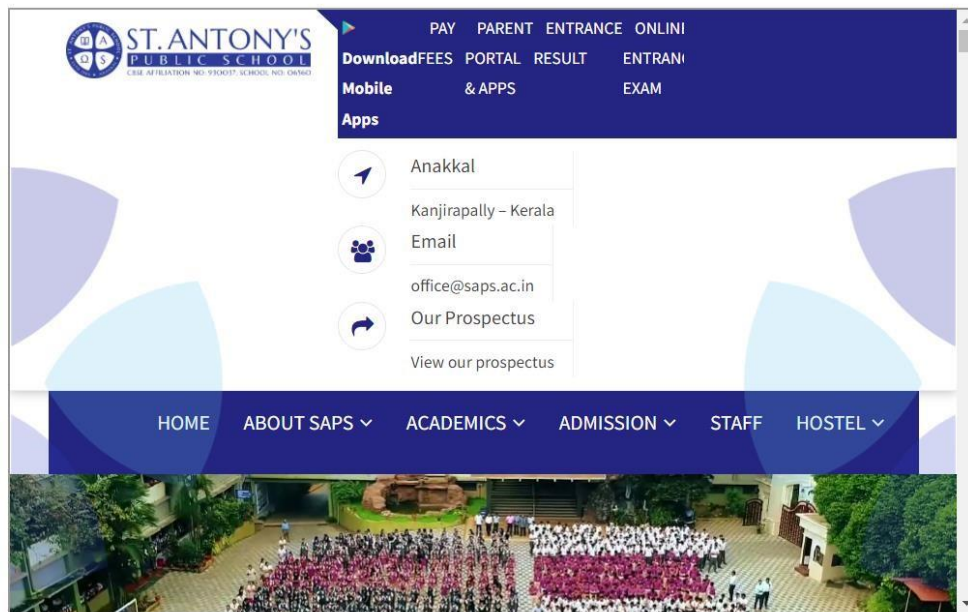 ST. ANTONY'S
PUBLIC SCHOOL
CBSE AFFILIATION NO: 930037, SCHOOL NO: 06560
Download Mobile Apps
PAY FEES
PARENT PORTAL & APPS
ENTRANCE RESULT
EXAM
Anakkal
Kanjirapally – Kerala
Email
office@saps.ac.in
Our Prospectus
View our prospectus
HOME ABOUT SAPS ACADEMICS ADMISSION STAFF HOSTEL